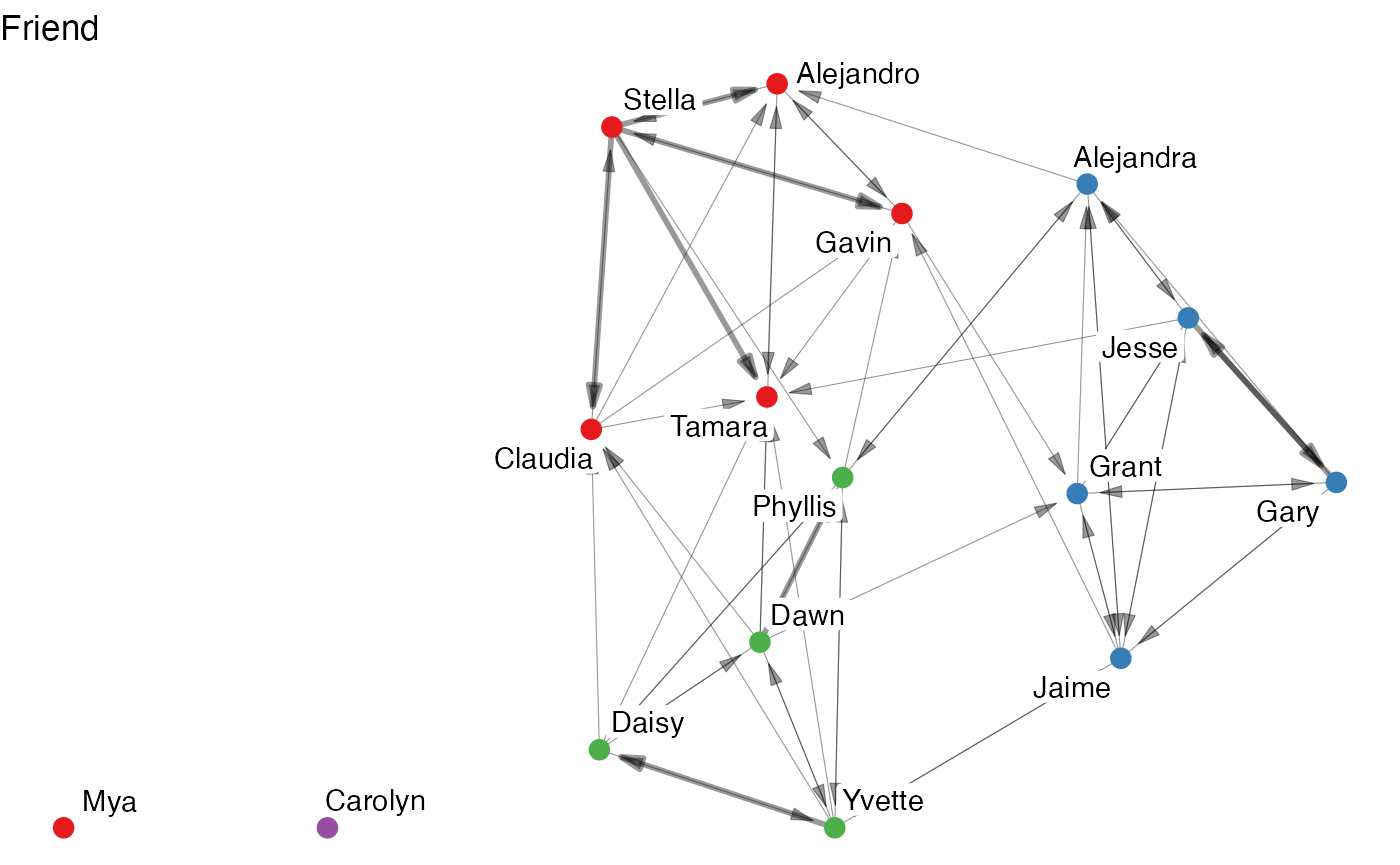 Friend
Alejandro
Stella
Alejandra
Gavin
Jesse
Tamara
Claudia
Grant
Phyllis
Gary
Dawn
Jaime
Daisy
Mya
Carolyn
Yvette